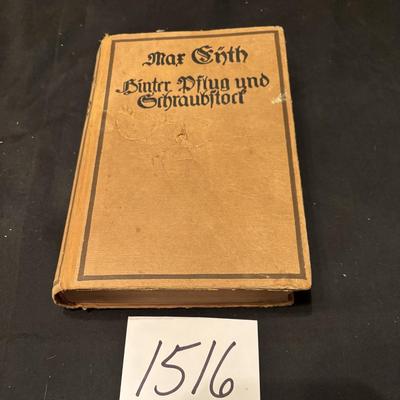 Max Eyth
Hinter Pflug und
Schraubstock
1516